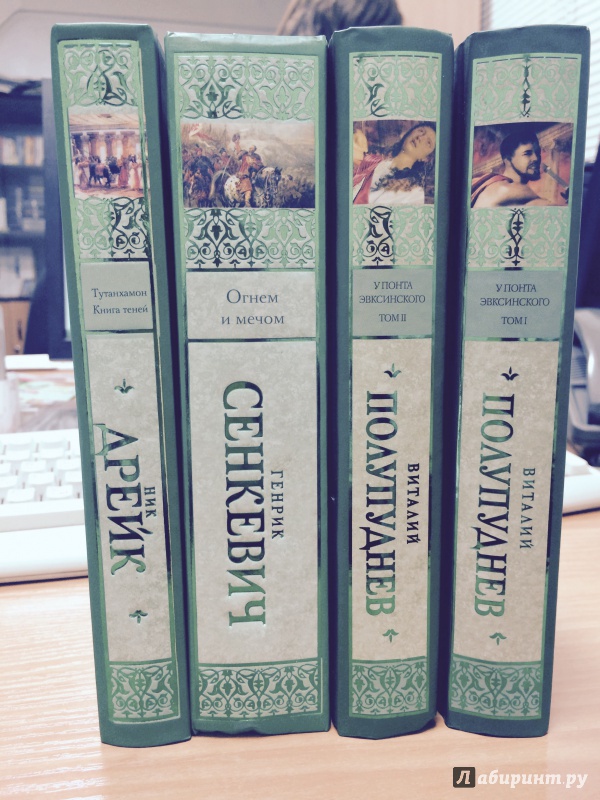 Тутанхамон
Книга теней
НИК
ДРЕЙК
Огнем
и мечом
ГЕНРИК
СЕНКЕВИЧ
У ПОНТА
ЭВКСИНСКОГО
ТОМ II
ВИТАЛИЙ
ПОЛУПУДНЕВ
У ПОНТА
ЭВКСИНСКОГО
ТОМ I
ВИТАЛИЙ
ПОЛУПУДНЕВ
Лабиринт.ру